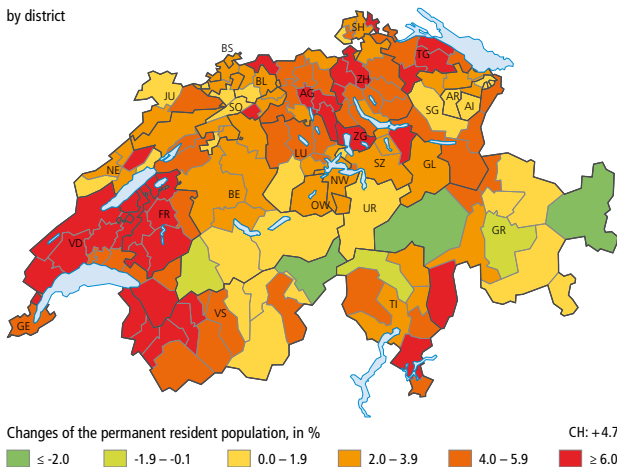 by district
SH
BS
TG
BL
ZH
JU
AG
AR
SO
SG
AI
ZG
LU
SZ
GL
NE
NW
BE
OW
UR
FR
GR
VD
TI
VS
GE
Changes of the permanent resident population, in %
CH: +4.7
≤ -2.0
-1.9 – -0.1
0.0 – 1.9
2.0 – 3.9
4.0 – 5.9
≥ 6.0